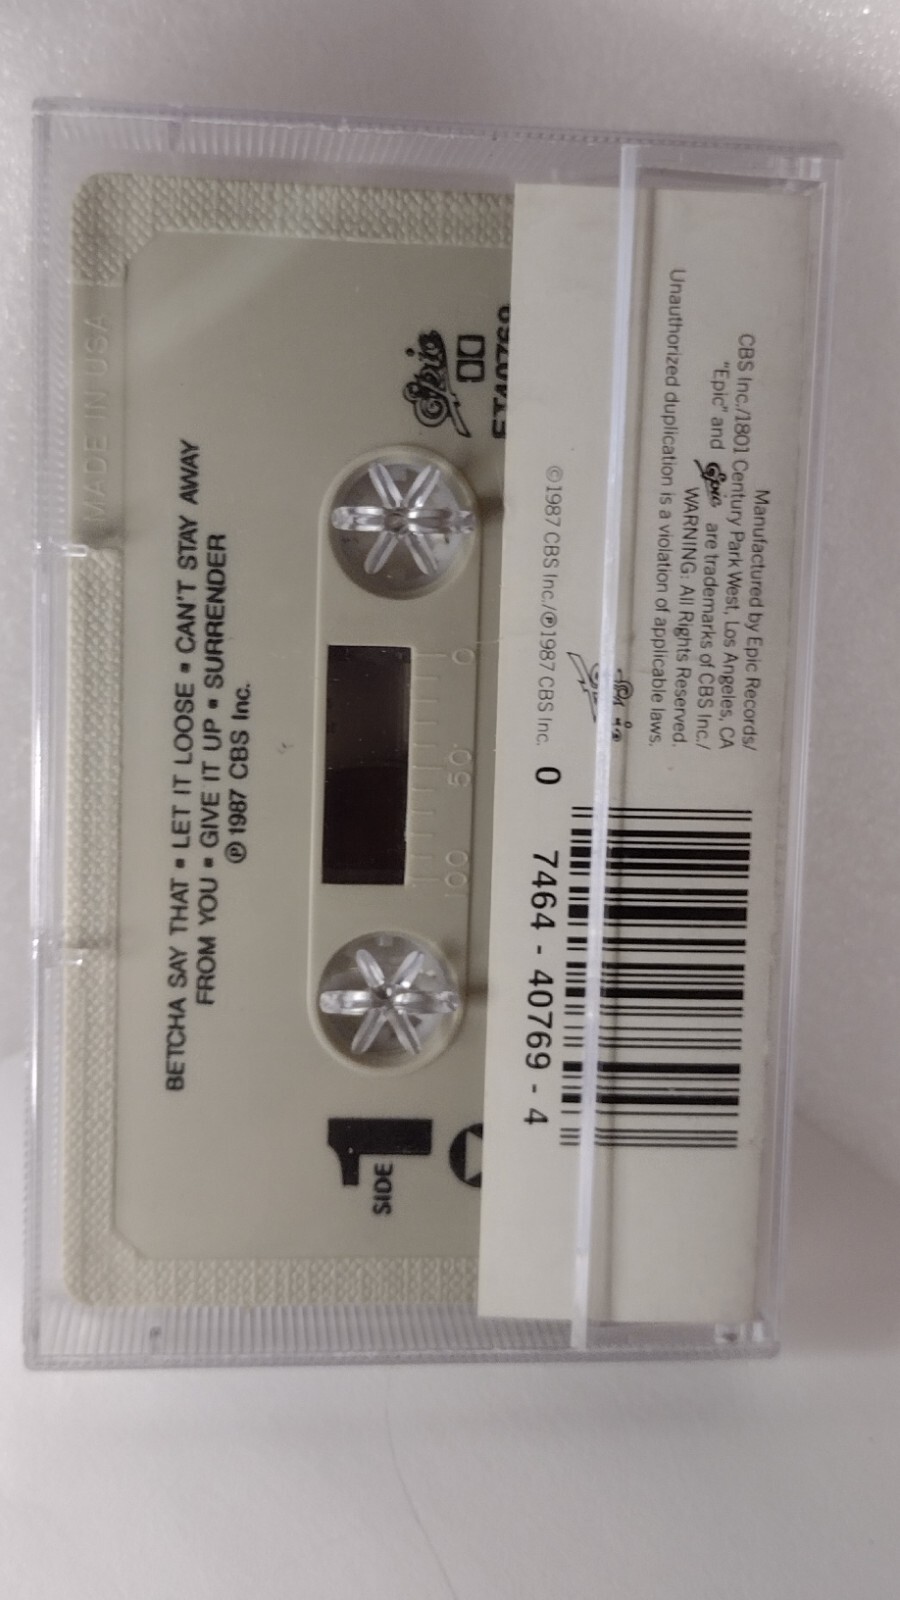 BETCHA SAY THAT ▪ LET IT LOOSE ▪ CAN'T STAY AWAY
FROM YOU ▪ GIVE IT UP ▪ SURRENDER
℗ 1987 CBS Inc.
SIDE 1
0 50 100
Epic
MADE IN USA
Manufactured by Epic Records/
CBS Inc./1801 Century Park West, Los Angeles, CA
"Epic" and Epic are trademarks of CBS Inc./
WARNING: All Rights Reserved.
Unauthorized duplication is a violation of applicable laws.
Epic
©1987 CBS Inc./℗1987 CBS Inc.
0 7464-40769-4